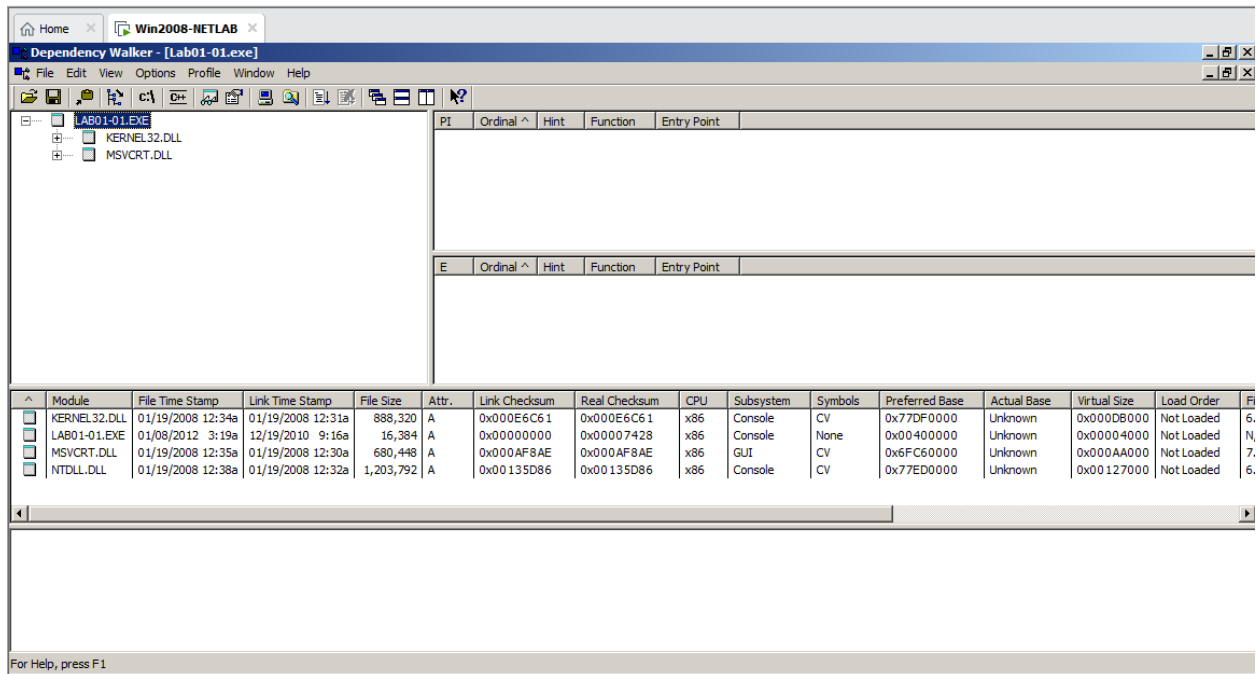 Home × Win2008-NETLAB ×
Dependency Walker - [Lab01-01.exe]
File Edit View Options Profile Window Help
C:\ C++
LAB01-01.EXE
KERNEL32.DLL
MSVCRT.DLL
PI Ordinal ^ Hint Function Entry Point
E Ordinal ^ Hint Function Entry Point
^ Module File Time Stamp Link Time Stamp File Size Attr. Link Checksum Real Checksum CPU Subsystem Symbols Preferred Base Actual Base Virtual Size Load Order Fi
KERNEL32.DLL 01/19/2008 12:34a 01/19/2008 12:31a 888,320 A 0x000E6C61 0x000E6C61 x86 Console CV 0x77DF0000 Unknown 0x000DB000 Not Loaded 6.
LAB01-01.EXE 01/08/2012 3:19a 12/19/2010 9:16a 16,384 A 0x00000000 0x00007428 x86 Console None 0x00400000 Unknown 0x00004000 Not Loaded N,
MSVCRT.DLL 01/19/2008 12:35a 01/19/2008 12:30a 680,448 A 0x000AF8AE 0x000AF8AE x86 GUI CV 0x6FC60000 Unknown 0x000AA000 Not Loaded 7.
NTDLL.DLL 01/19/2008 12:38a 01/19/2008 12:32a 1,203,792 A 0x00135D86 0x00135D86 x86 Console CV 0x77ED0000 Unknown 0x00127000 Not Loaded 6.
For Help, press F1